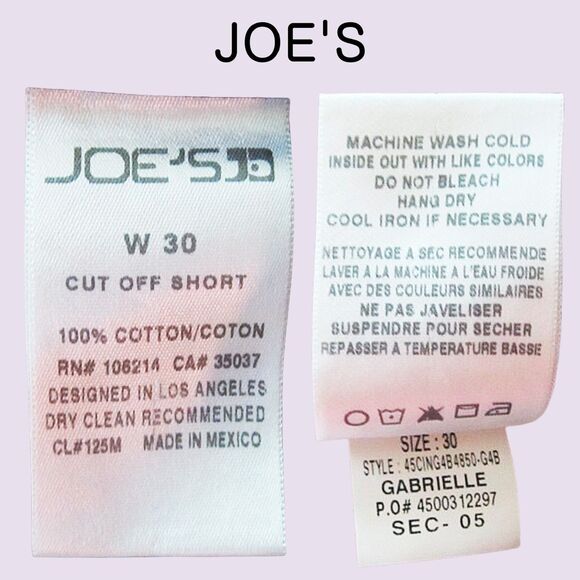 JOE'S
JOE'S
W 30
CUT OFF SHORT
100% COTTON/COTON
RN# 106214 CA# 35037
DESIGNED IN LOS ANGELES
DRY CLEAN RECOMMENDED
CL#125M MADE IN MEXICO
MACHINE WASH COLD
INSIDE OUT WITH LIKE COLORS
DO NOT BLEACH
HANG DRY
COOL IRON IF NECESSARY
NETTOYAGE A SEC RECOMMENDE
LAVER A LA MACHINE A L'EAU FROIDE
AVEC DES COULEURS SIMILAIRES
NE PAS JAVELISER
SUSPENDRE POUR SECHER
REPASSER A TEMPERATURE BASSE
SIZE : 30
STYLE : 45CING4B4850-G4B
GABRIELLE
P.O# 4500312297
SEC- 05